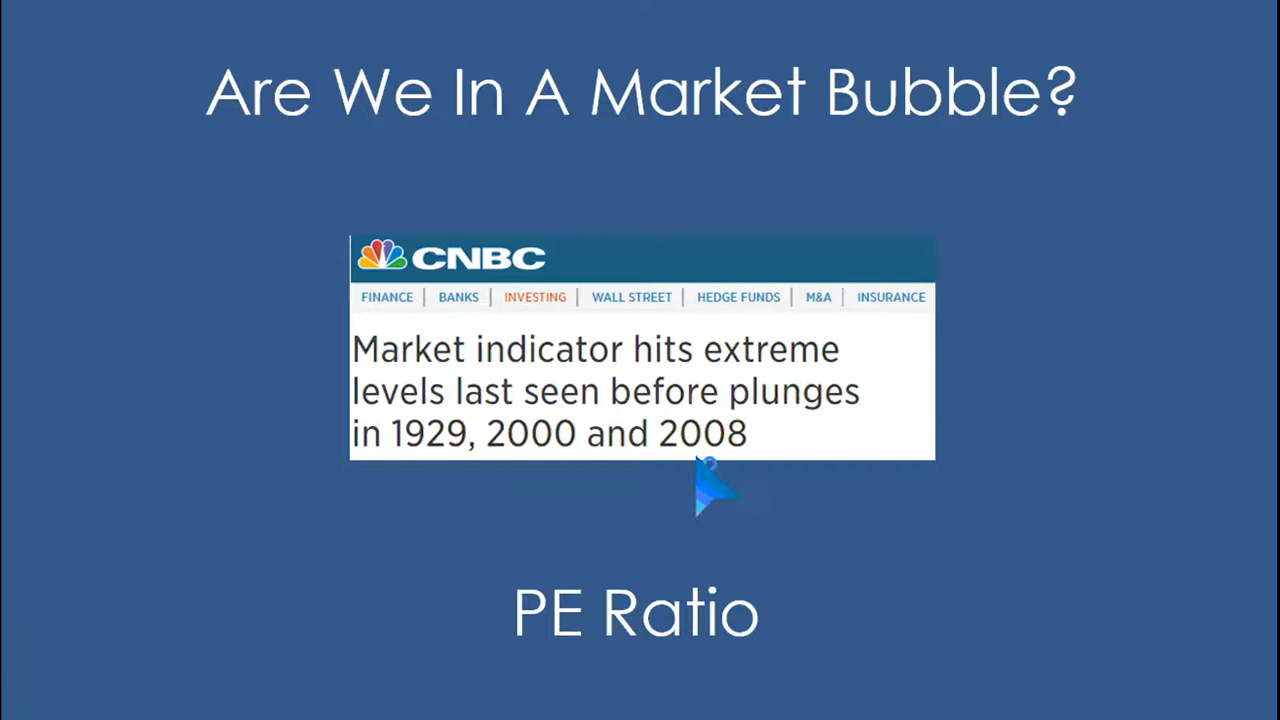 Are We In A Market Bubble?
CNBC
FINANCE | BANKS | INVESTING | WALL STREET | HEDGE FUNDS | M&A | INSURANCE
Market indicator hits extreme
levels last seen before plunges
in 1929, 2000 and 2008
PE Ratio